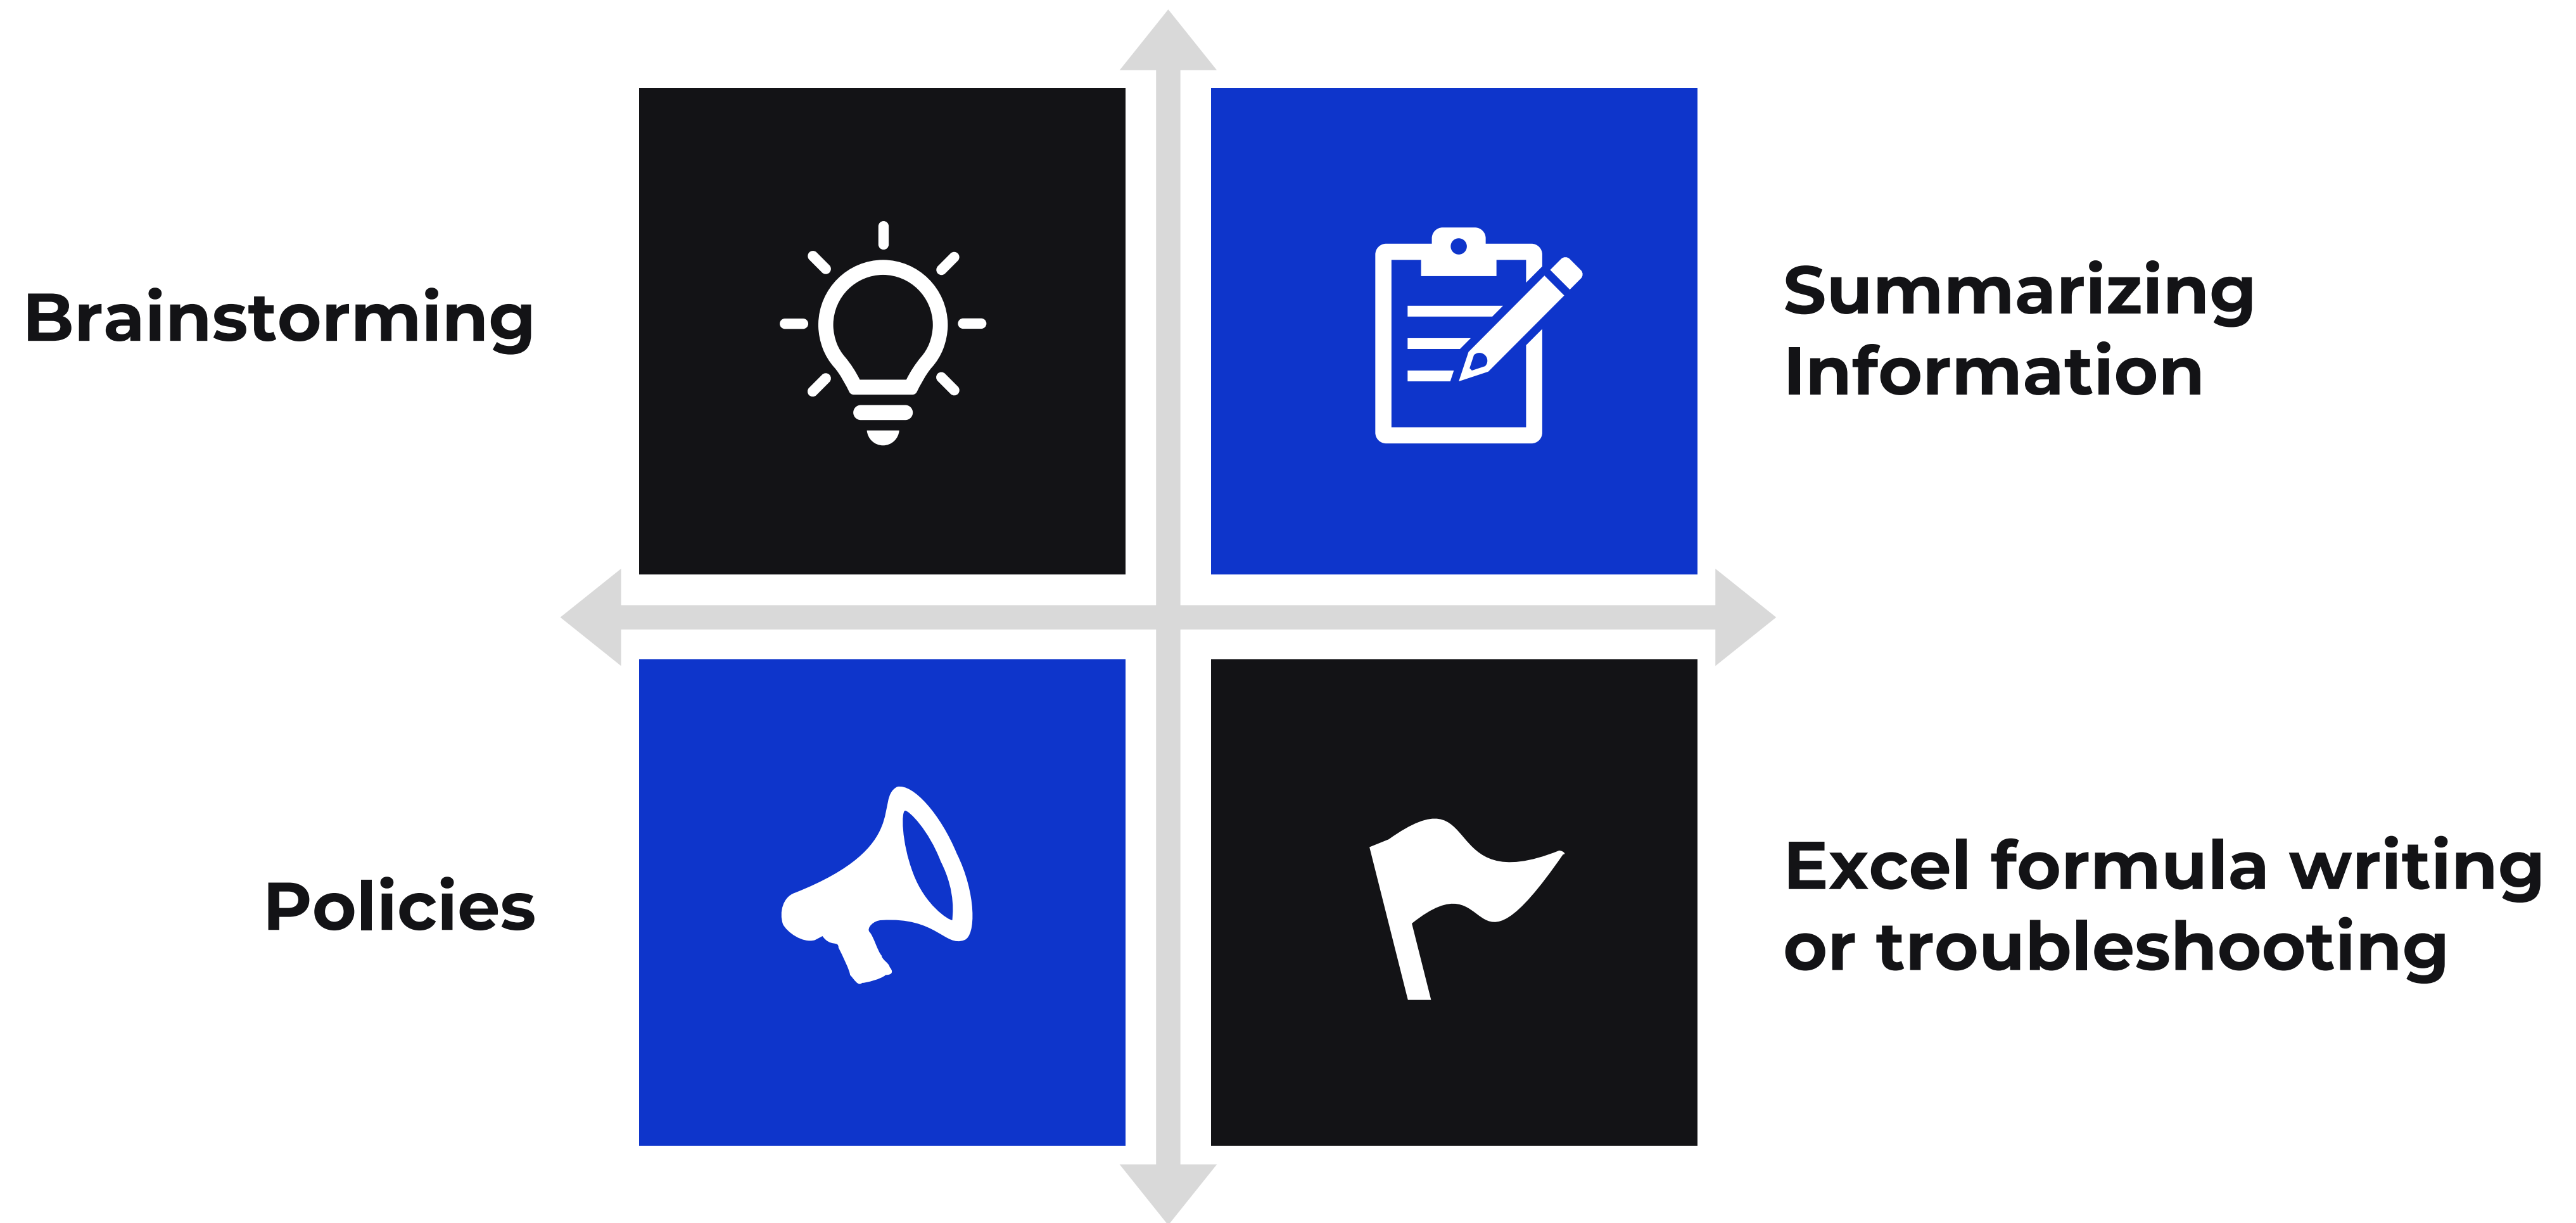 Brainstorming
Summarizing
Information
Policies
Excel formula writing
or troubleshooting